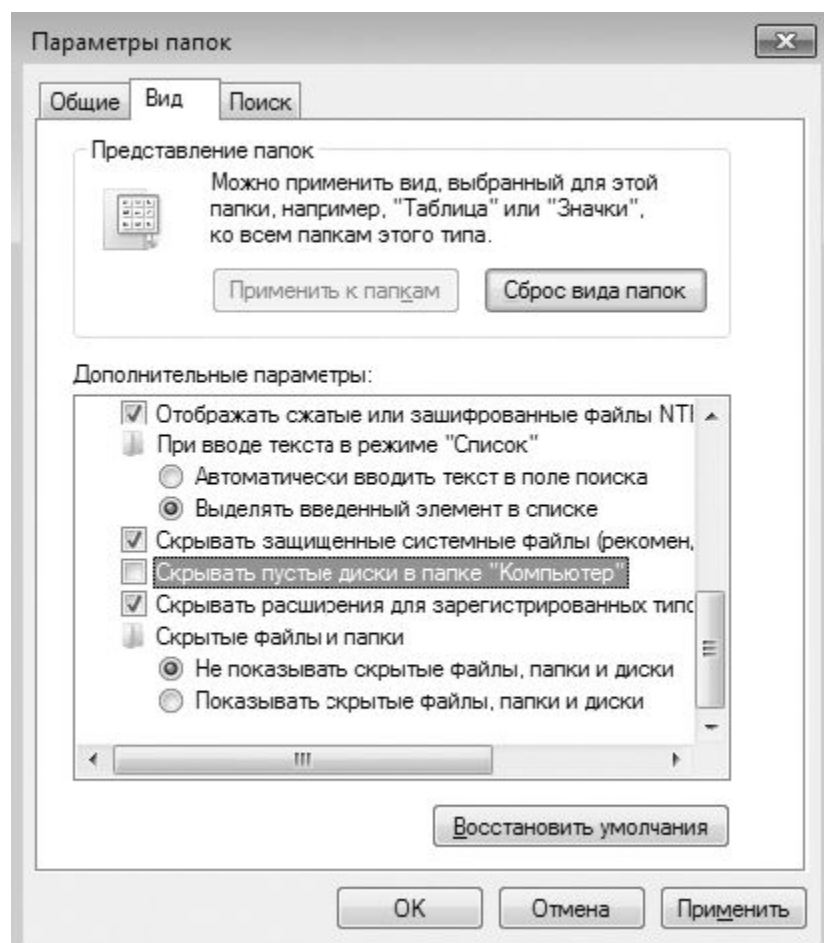 Параметры папок
Общие Вид Поиск
Представление папок
Можно применить вид, выбранный для этой
папки, например, "Таблица" или "Значки",
ко всем папкам этого типа.
Применить к папкам Сброс вида папок
Дополнительные параметры:
Отображать сжатые или зашифрованные файлы NTI
При вводе текста в режиме "Список"
Автоматически вводить текст в поле поиска
Выделять введенный элемент в списке
Скрывать защищенные системные файлы (рекомен,
Скрывать пустые диски в папке "Компьютер"
Скрывать расширения для зарегистрированных типо
Скрытые файлы и папки
Не показывать скрытые файлы, папки и диски
Показывать скрытые файлы, папки и диски
Восстановить умолчания
OK Отмена Применить